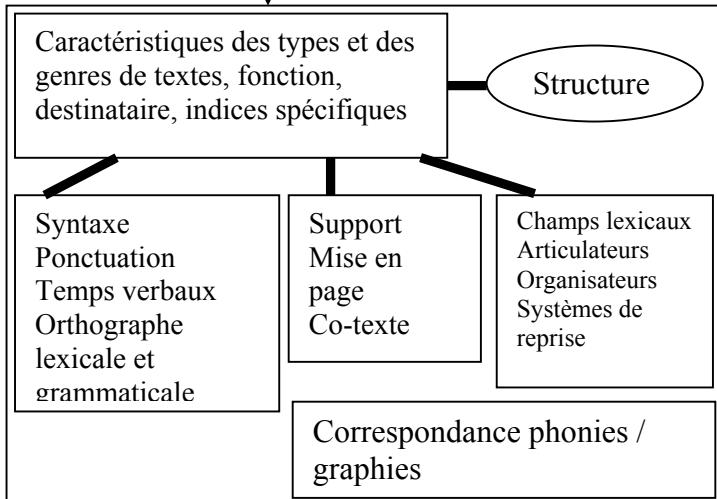 Caractéristiques des types et des
genres de textes, fonction,
destinataire, indices spécifiques
Structure
Syntaxe
Ponctuation
Temps verbaux
Orthographe
lexicale et
grammaticale
Support
Mise en
page
Co-texte
Champs lexicaux
Articulateurs
Organisateurs
Systèmes de
reprise
Correspondance phonies /
graphies